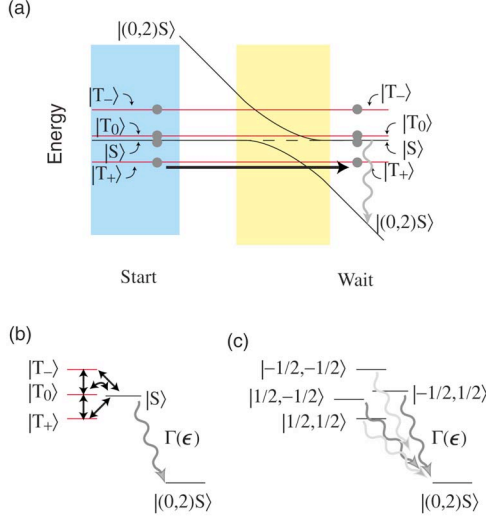 (a)
|(0,2)S⟩
|T₋⟩
|T₋⟩
|T₀⟩
|T₀⟩
|S⟩
|S⟩
|T₊⟩
|T₊⟩
Energy
|(0,2)S⟩
Start
Wait
(b)
|T₋⟩
|T₀⟩
|S⟩
|T₊⟩
Γ(ϵ)
|(0,2)S⟩
(c)
|−1/2,−1/2⟩
|−1/2,1/2⟩
|1/2,−1/2⟩
|1/2,1/2⟩
Γ(ϵ)
|(0,2)S⟩